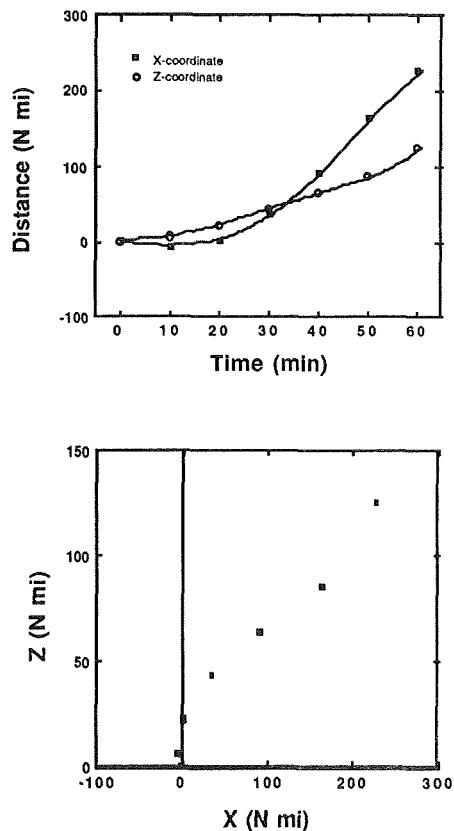 300
X-coordinate
Z-coordinate
200
100
0
-100
Distance (N mi)
0 10 20 30 40 50 60
Time (min)
150
100
50
0
Z (N mi)
-100 0 100 200 300
X (N mi)